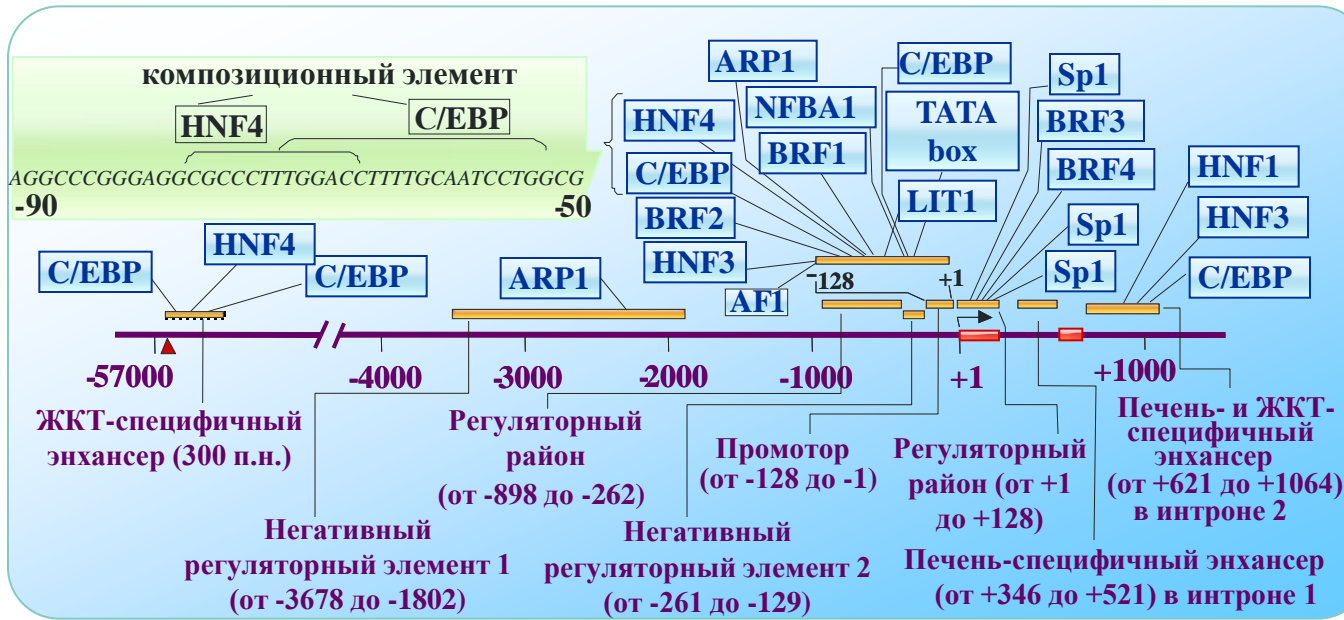 композиционный элемент
HNF4
C/EBP
AGGCCCGGGAGGCGCCCTTTGGACCTTTTGCAATCCTGGCG
-90
-50
ARP1
C/EBP
Sp1
HNF4
NFBA1
TATA
box
BRF3
BRF1
BRF4
HNF1
C/EBP
LIT1
BRF2
Sp1
HNF3
HNF4
C/EBP
C/EBP
ARP1
HNF3
Sp1
C/EBP
AF1
-128
+1
-57000
-4000
-3000
-2000
-1000
+1
+1000
ЖКТ-специфичный
энхансер (300 п.н.)
Регуляторный
район
(от -898 до -262)
Промотор
(от -128 до -1)
Регуляторный
район (от +1
до +128)
Печень- и ЖКТ-
специфичный
энхансер
(от +621 до +1064)
в интроне 2
Негативный
регуляторный элемент 1
(от -3678 до -1802)
Негативный
регуляторный элемент 2
(от -261 до -129)
Печень-специфичный энхансер
(от +346 до +521) в интроне 1